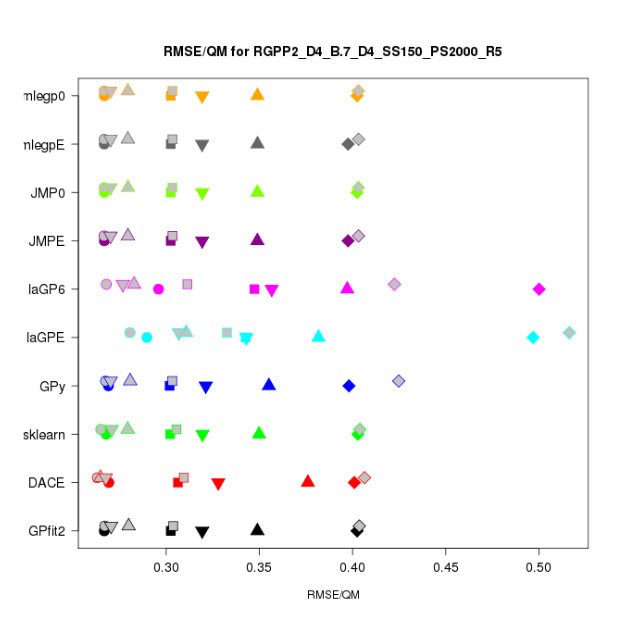 RMSE/QM for RGPP2_D4_B.7_D4_SS150_PS2000_R5
mlegp0
mlegpE
JMP0
JMPE
laGP6
laGPE
GPy
sklearn
DACE
GPfit2
0.30 0.35 0.40 0.45 0.50
RMSE/QM